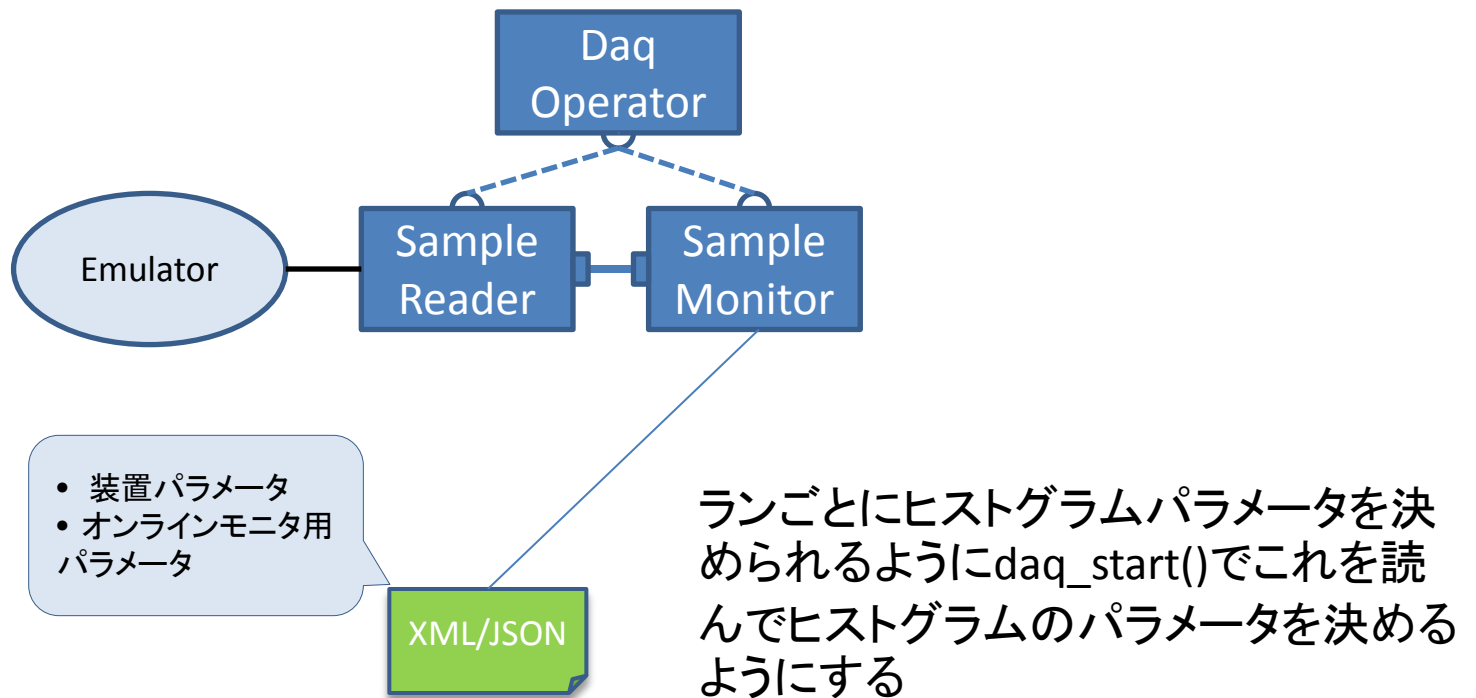 Daq
Operator
Emulator
Sample
Reader
Sample
Monitor
• 装置パラメータ
• オンラインモニタ用
パラメータ
XML/JSON
ランごとにヒストグラムパラメータを決
められるようにdaq_start()でこれを読
んでヒストグラムのパラメータを決める
ようにする